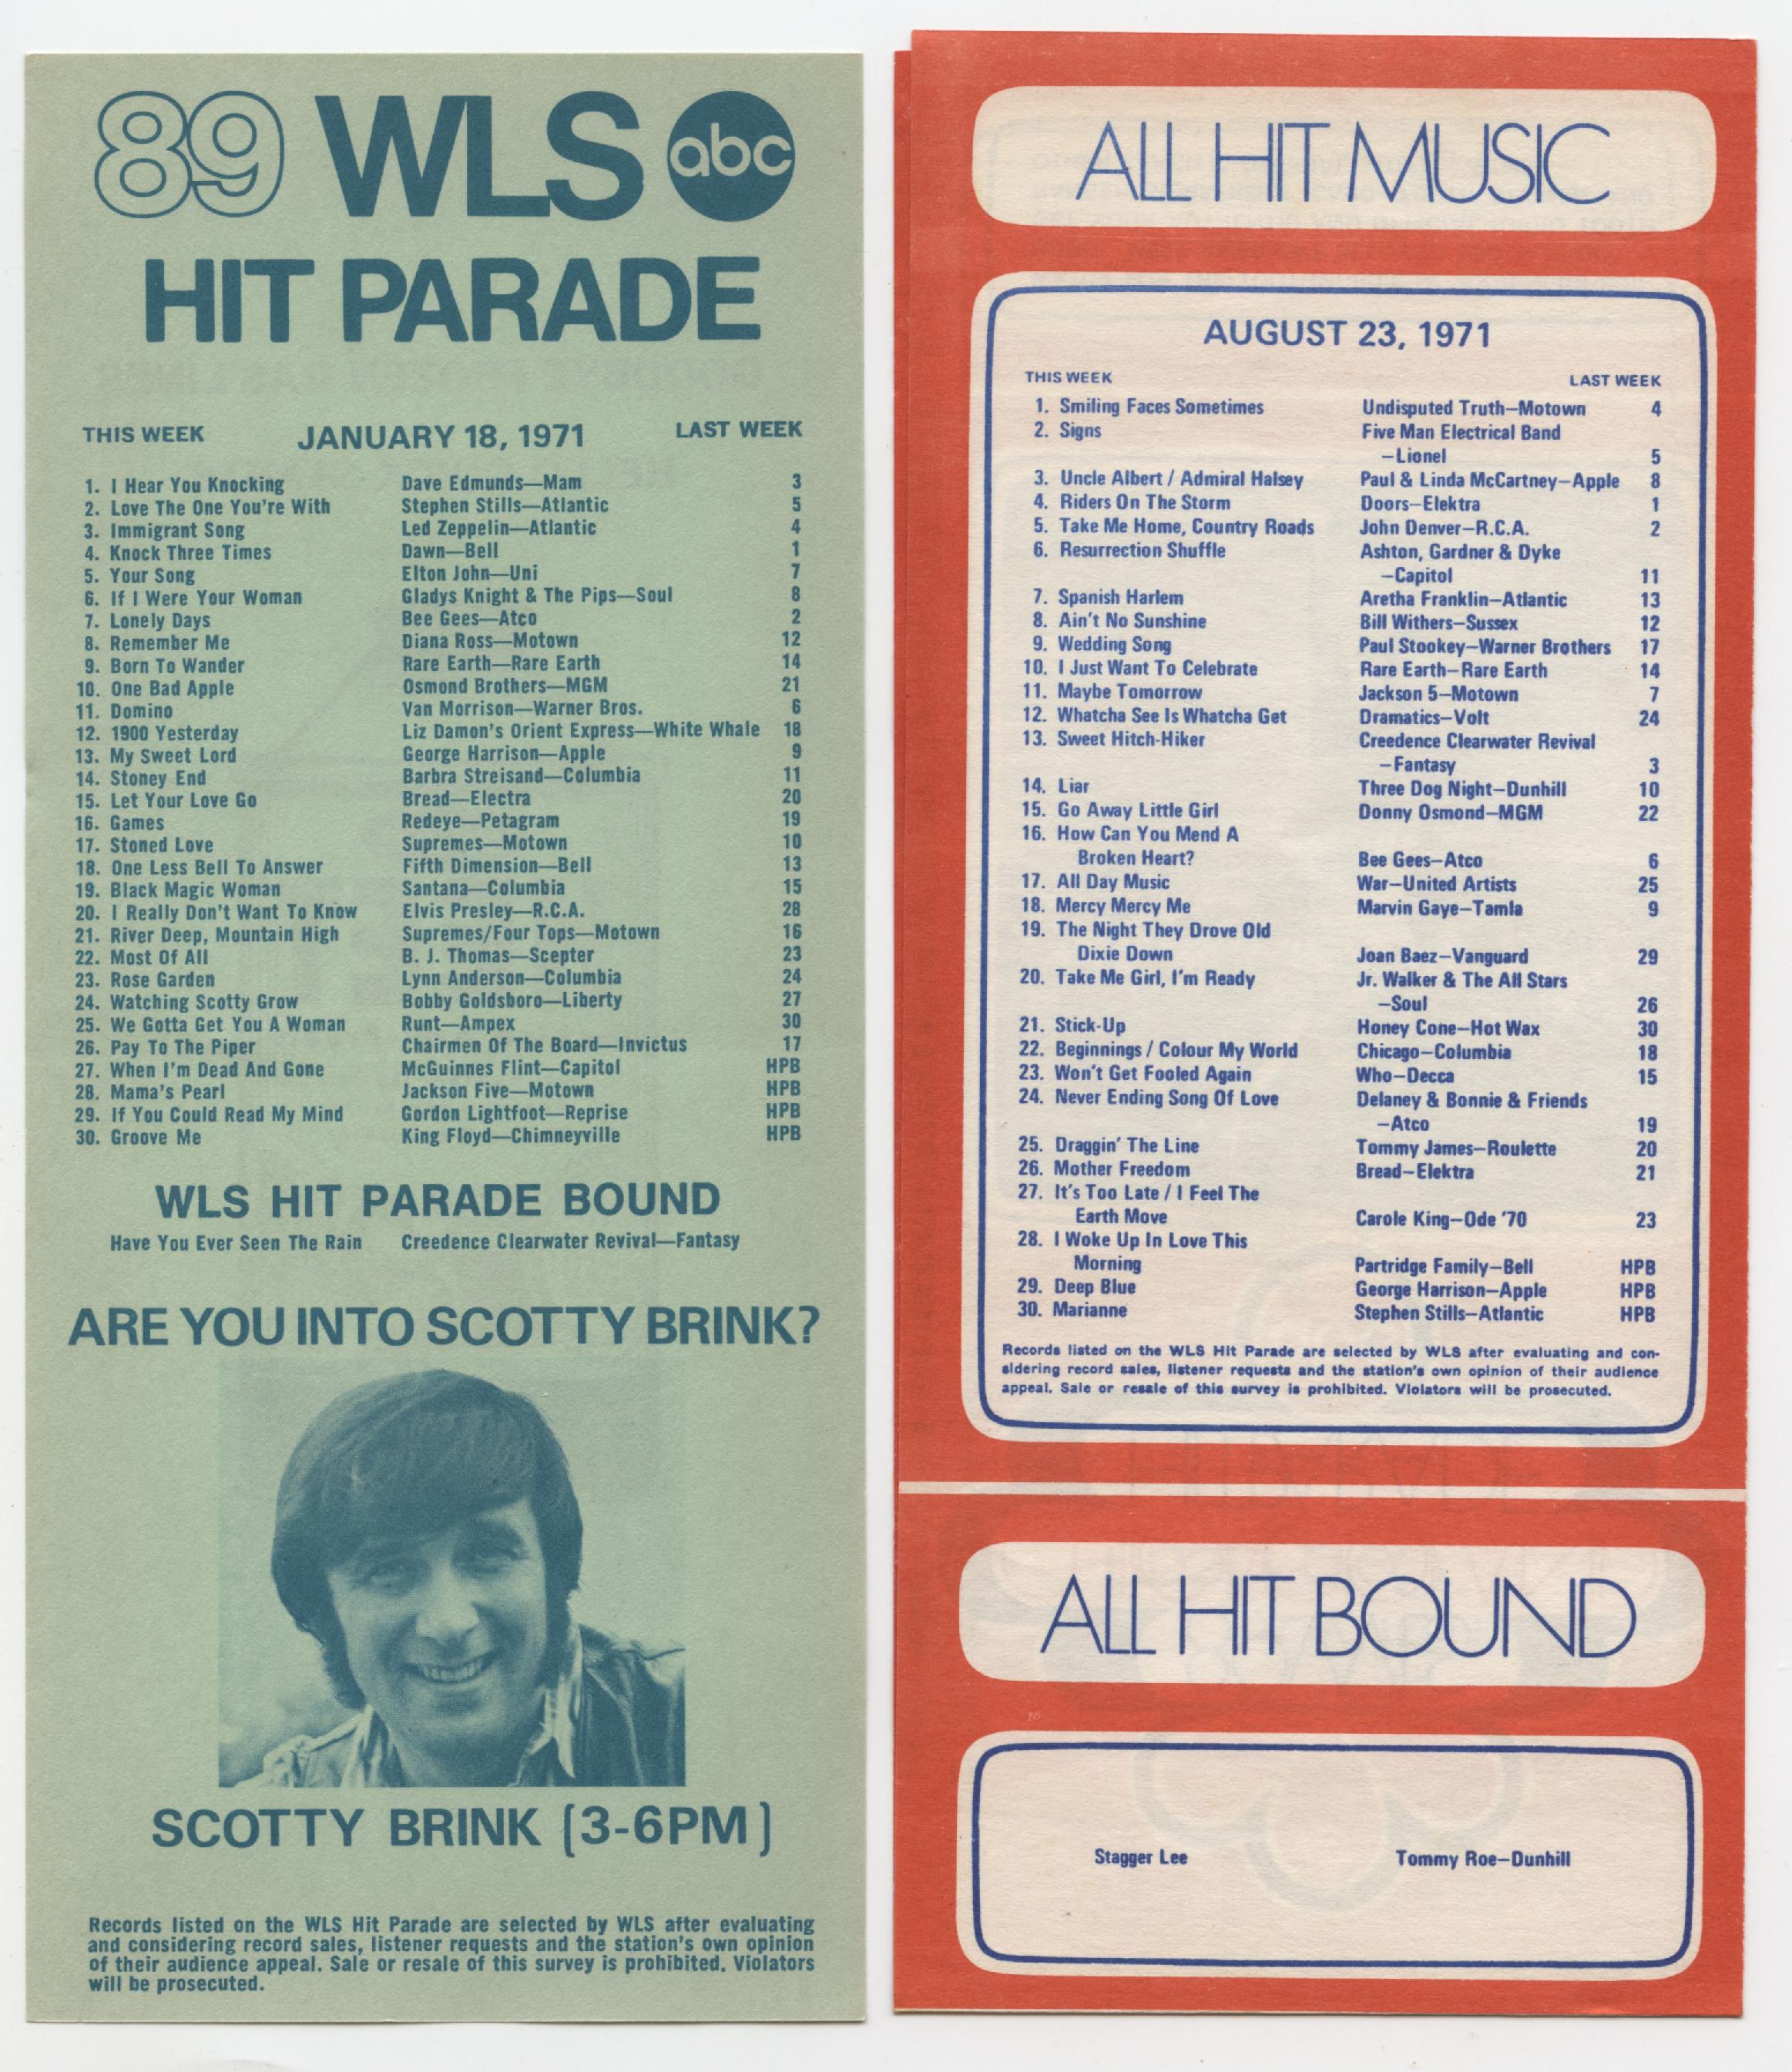 89 WLS abc
HIT PARADE
THIS WEEK JANUARY 18, 1971 LAST WEEK
1. I Hear You Knocking Dave Edmunds—Mam 3
2. Love The One You're With Stephen Stills—Atlantic 5
3. Immigrant Song Led Zeppelin—Atlantic 4
4. Knock Three Times Dawn—Bell 1
5. Your Song Elton John—Uni 7
6. If I Were Your Woman Gladys Knight & The Pips—Soul 8
7. Lonely Days Bee Gees—Atco 2
8. Remember Me Diana Ross—Motown 12
9. Born To Wander Rare Earth—Rare Earth 14
10. One Bad Apple Osmond Brothers—MGM 21
11. Domino Van Morrison—Warner Bros. 6
12. 1900 Yesterday Liz Damon's Orient Express—White Whale 18
13. My Sweet Lord George Harrison—Apple 9
14. Stoney End Barbra Streisand—Columbia 11
15. Let Your Love Go Bread—Electra 20
16. Games Redeye—Petagram 19
17. Stoned Love Supremes—Motown 10
18. One Less Bell To Answer Fifth Dimension—Bell 13
19. Black Magic Woman Santana—Columbia 15
20. I Really Don't Want To Know Elvis Presley—R.C.A. 28
21. River Deep, Mountain High Supremes/Four Tops—Motown 16
22. Most Of All B. J. Thomas—Scepter 23
23. Rose Garden Lynn Anderson—Columbia 24
24. Watching Scotty Grow Bobby Goldsboro—Liberty 27
25. We Gotta Get You A Woman Runt—Ampex 30
26. Pay To The Piper Chairmen Of The Board—Invictus 17
27. When I'm Dead And Gone McGuinnes Flint—Capitol HPB
28. Mama's Pearl Jackson Five—Motown HPB
29. If You Could Read My Mind Gordon Lightfoot—Reprise HPB
30. Groove Me King Floyd—Chimneyville HPB
WLS HIT PARADE BOUND
Have You Ever Seen The Rain Creedence Clearwater Revival—Fantasy
ARE YOU INTO SCOTTY BRINK?
SCOTTY BRINK (3-6PM)
Records listed on the WLS Hit Parade are selected by WLS after evaluating
and considering record sales, listener requests and the station's own opinion
of their audience appeal. Sale or resale of this survey is prohibited. Violators
will be prosecuted.
ALL HIT MUSIC
AUGUST 23, 1971
THIS WEEK LAST WEEK
1. Smiling Faces Sometimes Undisputed Truth—Motown 4
2. Signs Five Man Electrical Band
—Lionel 5
3. Uncle Albert / Admiral Halsey Paul & Linda McCartney—Apple 8
4. Riders On The Storm Doors—Elektra 1
5. Take Me Home, Country Roads John Denver—R.C.A. 2
6. Resurrection Shuffle Ashton, Gardner & Dyke
—Capitol 11
7. Spanish Harlem Aretha Franklin—Atlantic 13
8. Ain't No Sunshine Bill Withers—Sussex 12
9. Wedding Song Paul Stookey—Warner Brothers 17
10. I Just Want To Celebrate Rare Earth—Rare Earth 14
11. Maybe Tomorrow Jackson 5—Motown 7
12. Whatcha See Is Whatcha Get Dramatics—Volt 24
13. Sweet Hitch-Hiker Creedence Clearwater Revival
—Fantasy 3
14. Liar Three Dog Night—Dunhill 10
15. Go Away Little Girl Donny Osmond—MGM 22
16. How Can You Mend A
Broken Heart? Bee Gees—Atco 6
17. All Day Music War—United Artists 25
18. Mercy Mercy Me Marvin Gaye—Tamla 9
19. The Night They Drove Old
Dixie Down Joan Baez—Vanguard 29
20. Take Me Girl, I'm Ready Jr. Walker & The All Stars
—Soul 26
21. Stick-Up Honey Cone—Hot Wax 30
22. Beginnings / Colour My World Chicago—Columbia 18
23. Won't Get Fooled Again Who—Decca 15
24. Never Ending Song Of Love Delaney & Bonnie & Friends
—Atco 19
25. Draggin' The Line Tommy James—Roulette 20
26. Mother Freedom Bread—Elektra 21
27. It's Too Late / I Feel The
Earth Move Carole King—Ode '70 23
28. I Woke Up In Love This
Morning Partridge Family—Bell HPB
29. Deep Blue George Harrison—Apple HPB
30. Marianne Stephen Stills—Atlantic HPB
Records listed on the WLS Hit Parade are selected by WLS after evaluating and con-
sidering record sales, listener requests and the station's own opinion of their audience
appeal. Sale or resale of this survey is prohibited. Violators will be prosecuted.
ALL HIT BOUND
Stagger Lee Tommy Roe—Dunhill